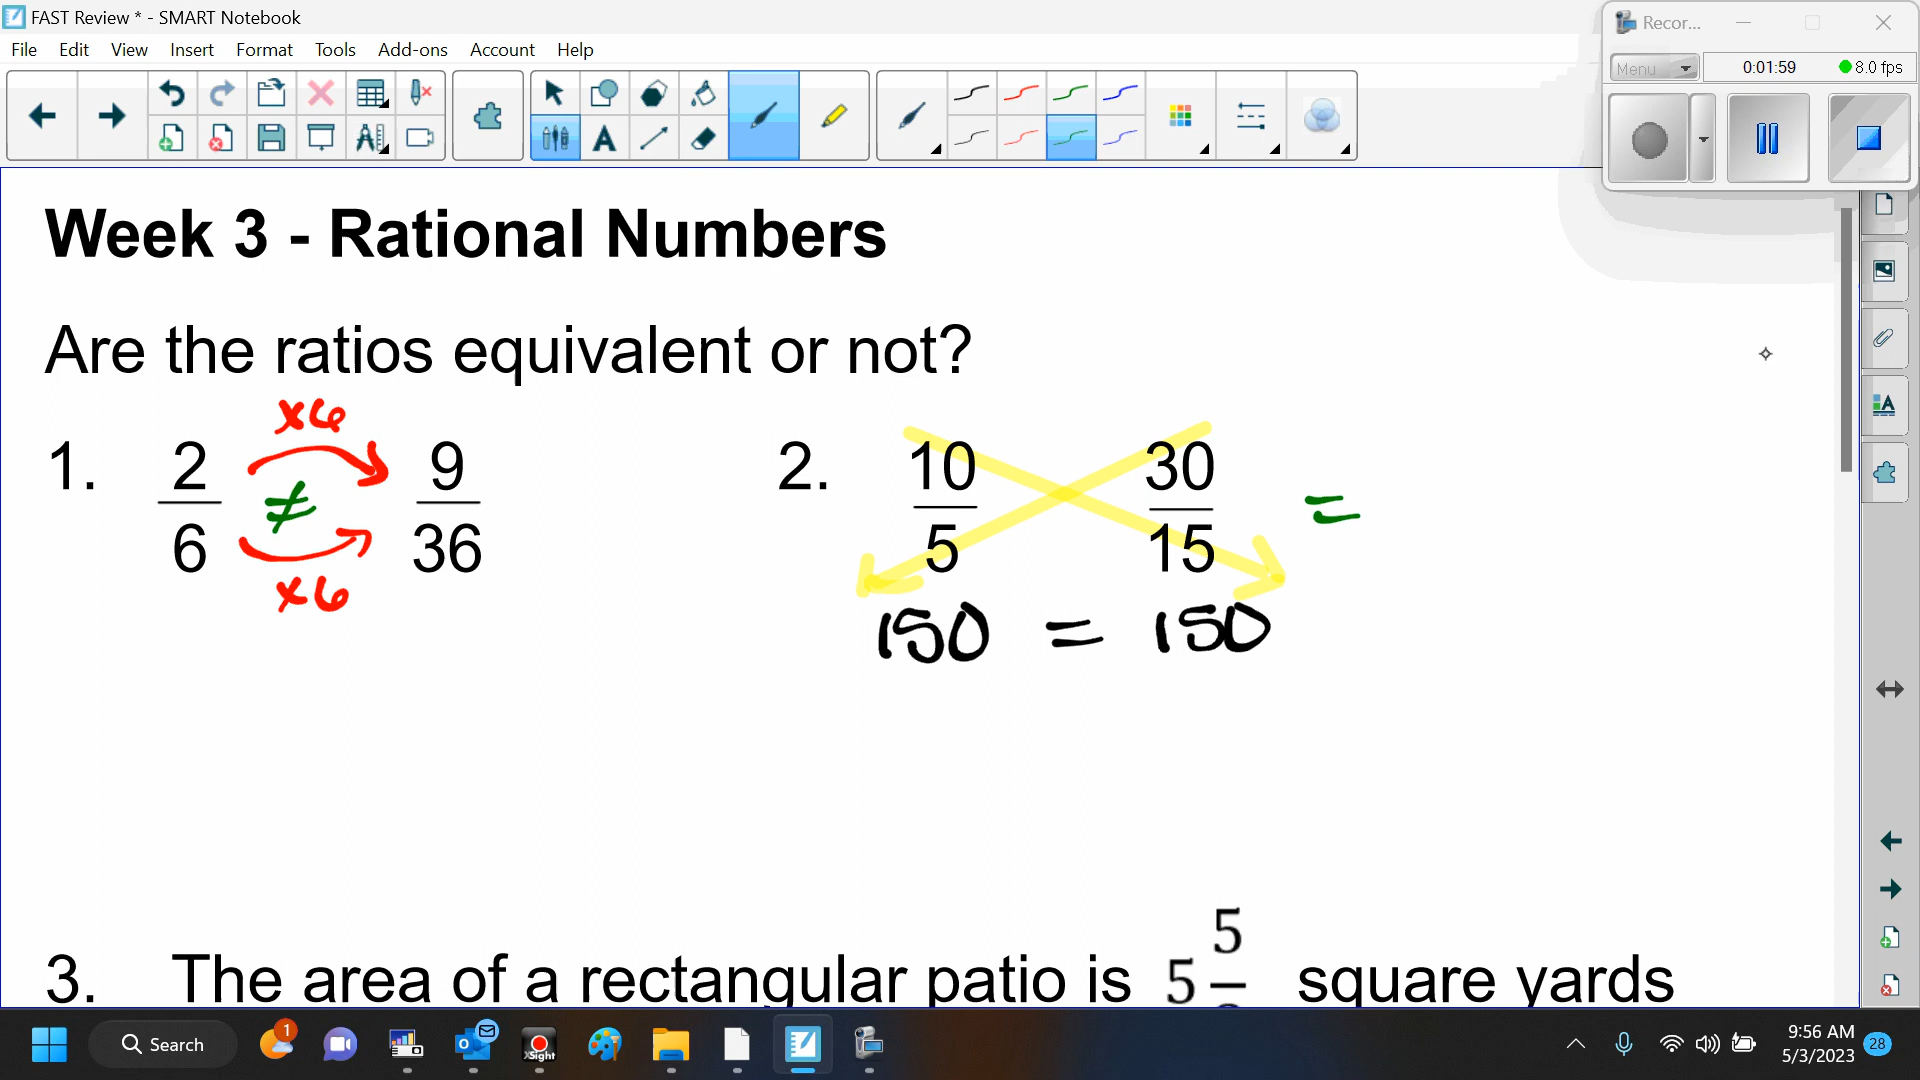 FAST Review * - SMART Notebook
Recor...
File Edit View Insert Format Tools Add-ons Account Help
Menu 0:01:59 8.0 fps
A
Week 3 - Rational Numbers
Are the ratios equivalent or not?
x6
1. 2/6 ≠ 9/36
x6
2. 10/5 30/15 =
150 = 150
3. The area of a rectangular patio is 5 5/ square yards
Search
1
XSight
9:56 AM
5/3/2023
28